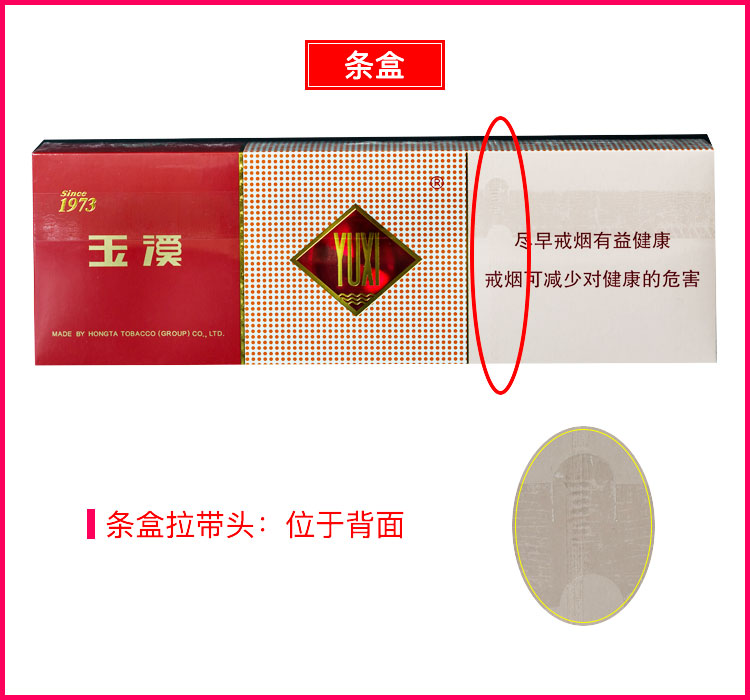 条盒
Since
1973
玉溪
MADE BY HONGTA TOBACCO (GROUP) CO., LTD.
®
YUXI
尽早戒烟有益健康
戒烟可减少对健康的危害
条盒拉带头：位于背面